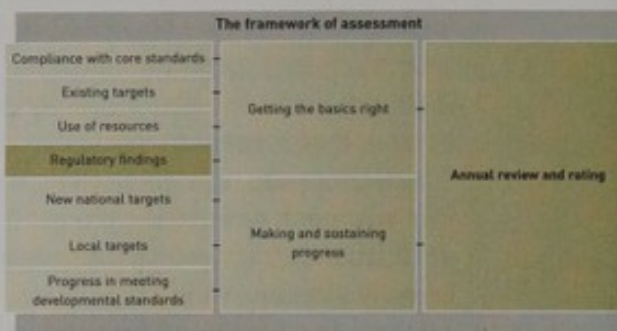 The framework of assessment
Compliance with core standards
Existing targets
Use of resources
Regulatory findings
New national targets
Local targets
Progress in meeting
developmental standards
Getting the basics right
Making and sustaining
progress
Annual review and rating